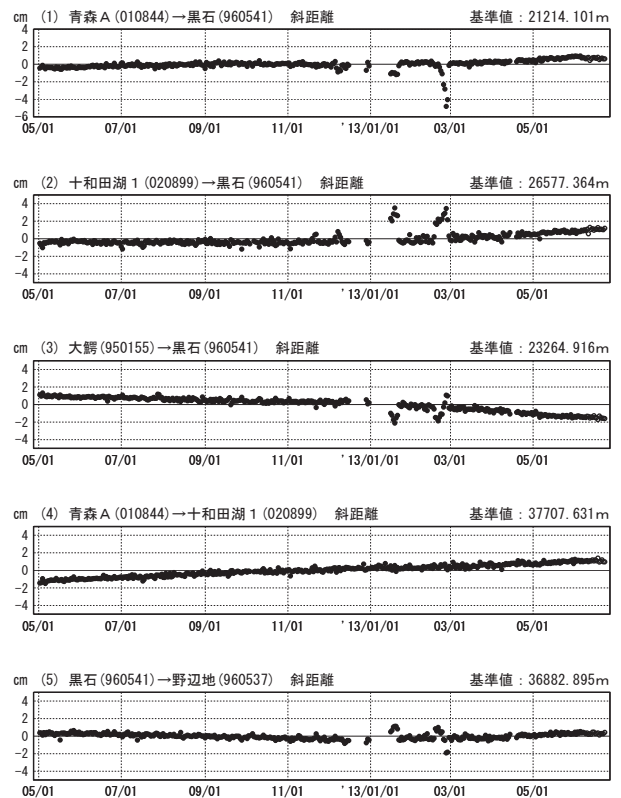 cm (1) 青森A(010844)→黒石(960541) 斜距離 基準値:21214.101m
4
2
0
-2
-4
-6
05/01 07/01 09/01 11/01 '13/01/01 03/01 05/01
cm (2) 十和田湖1(020899)→黒石(960541) 斜距離 基準値:26577.364m
4
2
0
-2
-4
05/01 07/01 09/01 11/01 '13/01/01 03/01 05/01
cm (3) 大鰐(950155)→黒石(960541) 斜距離 基準値:23264.916m
4
2
0
-2
-4
05/01 07/01 09/01 11/01 '13/01/01 03/01 05/01
cm (4) 青森A(010844)→十和田湖1(020899) 斜距離 基準値:37707.631m
4
2
0
-2
-4
05/01 07/01 09/01 11/01 '13/01/01 03/01 05/01
cm (5) 黒石(960541)→野辺地(960537) 斜距離 基準値:36882.895m
4
2
0
-2
-4
05/01 07/01 09/01 11/01 '13/01/01 03/01 05/01